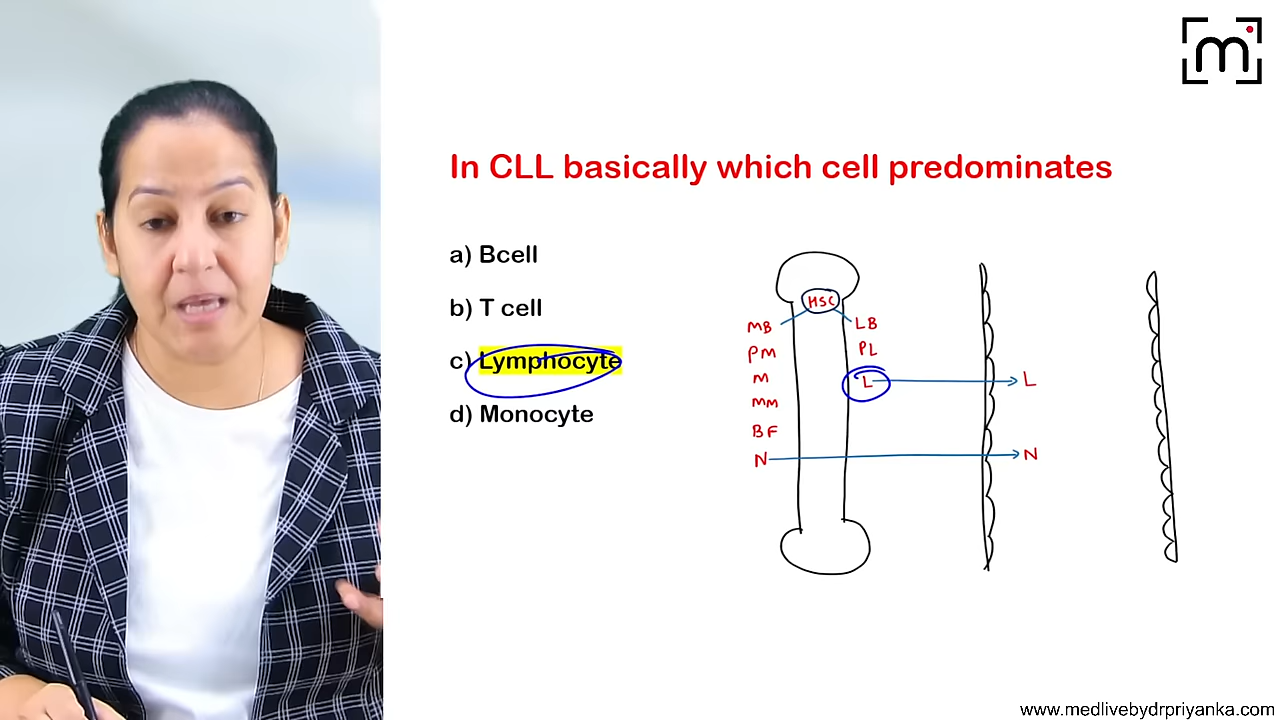 m
In CLL basically which cell predominates
a) Bcell
b) T cell
c) Lymphocyte
d) Monocyte
HSC
MB
LB
PM
PL
M
L
L
MM
BF
N
N
www.medlivebydrpriyanka.com